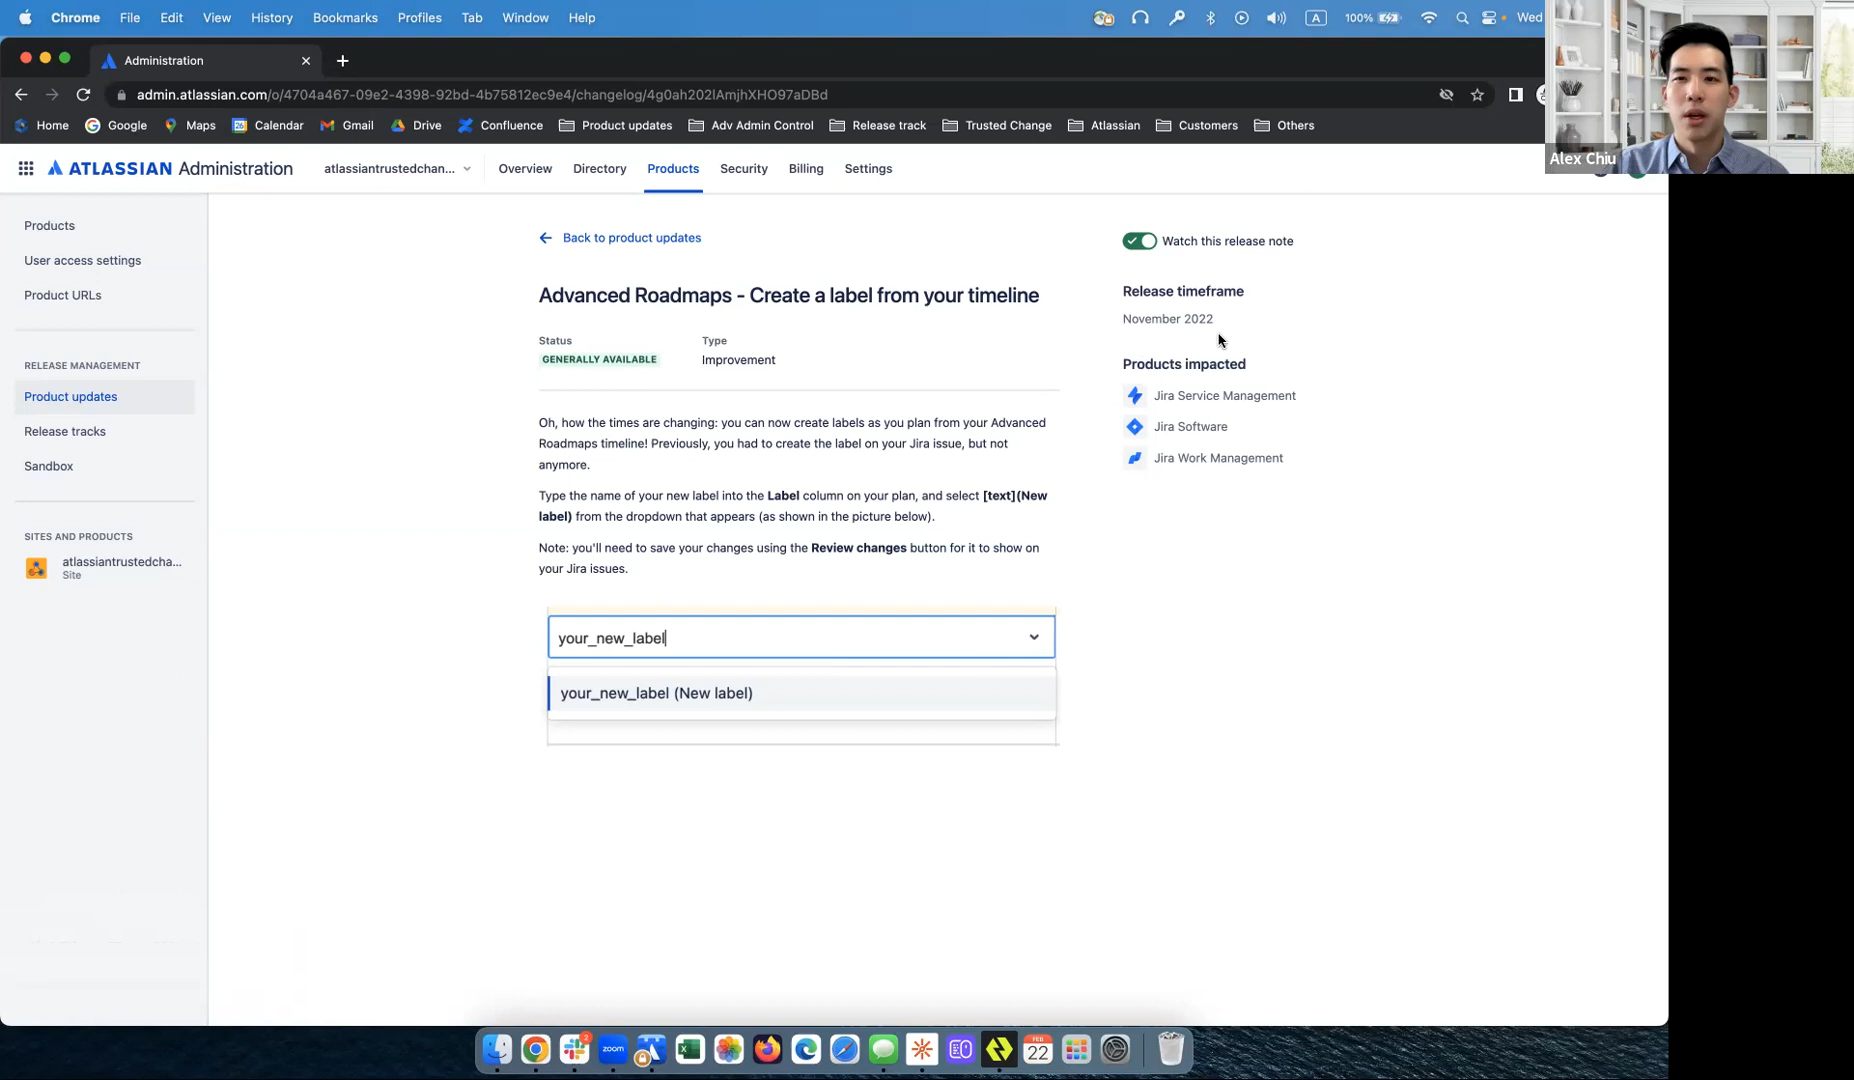 Chrome File Edit View History Bookmarks Profiles Tab Window Help A 100% Wed
Administration
admin.atlassian.com/o/4704a467-09e2-4398-92bd-4b75812ec9e4/changelog/4g0ah202lAmjhXHO97aDBd
Home Google Maps Calendar Gmail Drive Confluence Product updates Adv Admin Control Release track Trusted Change Atlassian Customers Others
Alex Chiu
ATLASSIAN Administration atlassiantrustedchan... Overview Directory Products Security Billing Settings
Products
User access settings
Product URLs
RELEASE MANAGEMENT
Product updates
Release tracks
Sandbox
SITES AND PRODUCTS
atlassiantrustedcha...
Site
Back to product updates
Advanced Roadmaps - Create a label from your timeline
Status Type
GENERALLY AVAILABLE Improvement
Oh, how the times are changing: you can now create labels as you plan from your Advanced
Roadmaps timeline! Previously, you had to create the label on your Jira issue, but not
anymore.
Type the name of your new label into the Label column on your plan, and select [text](New
label) from the dropdown that appears (as shown in the picture below).
Note: you'll need to save your changes using the Review changes button for it to show on
your Jira issues.
your_new_label
your_new_label (New label)
Watch this release note
Release timeframe
November 2022
Products impacted
Jira Service Management
Jira Software
Jira Work Management
2
zoom
FEB
22